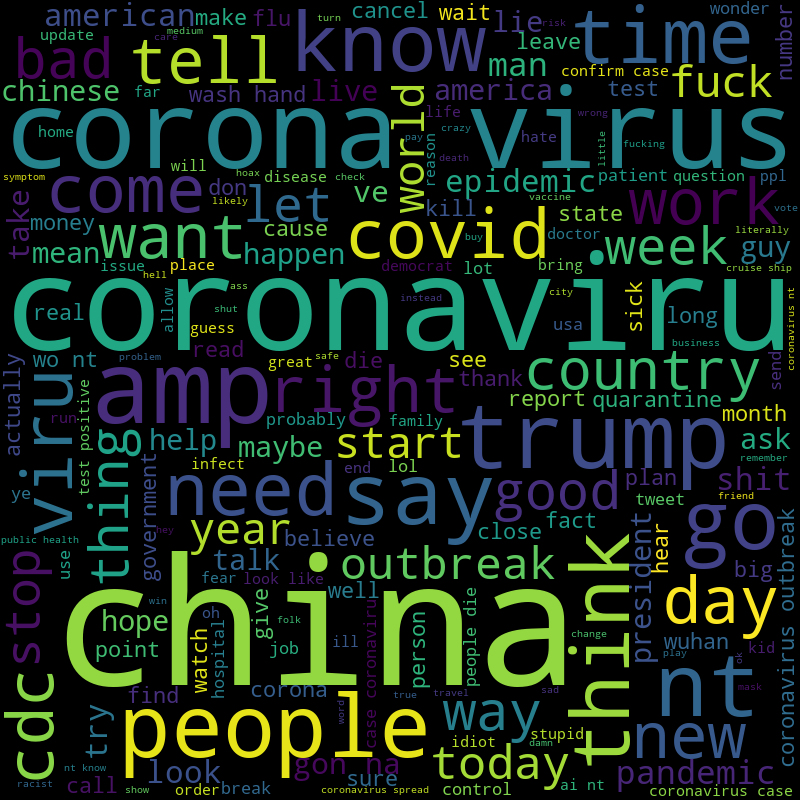 american
make
flu
cancel
wait
lie
time
wonder
turn
medium
risk
care
update
bad
tell
know
leave
man
confirm case
number
chinese
far
wash hand
live
america
test
fuck
corona virus
home
life
crazy
hate
wrong
pay
death
fucking
little
symptom
will
hoax
disease
check
likely
world
reason
epidemic
patient
question
ppl
vaccine
come
don
let
ve
kill
state
work
vote
literally
take
money
want
cause
happen
covid
buy
doctor
week
guy
cruise ship
mean
issue
place
hell
ass
democrat
lot
bring
sick
coronaviru
real
allow
shut
guess
instead
city
usa
long
send
coronavirus nt
business
actually
wo nt
problem
read
great
safe
die
see
country
viru
amp
right
thank
report
quarantine
month
run
test positive
thing
help
maybe
probably
family
start
trump
ask
remember
ye
infect
end
lol
need
say
good
plan
shit
tweet
friend
public health
use
government
year
hey
believe
close
fact
president
hear
big
go
stop
talk
fear
look like
outbreak
think
day
wuhan
kid
coronavirus outbreak
china
well
hope
give
oh
win
folk
point
watch
hospital
job
ill
case coronaviru
person
people die
change
play
ok
cdc
try
find
corona
true
travel
sad
mask
people
way
nt
new
word
idiot
stupid
damn
gon na
today
pandemic
nt know
call
look
break
sure
control
ai nt
racist
show
order
coronavirus spread
coronavirus case